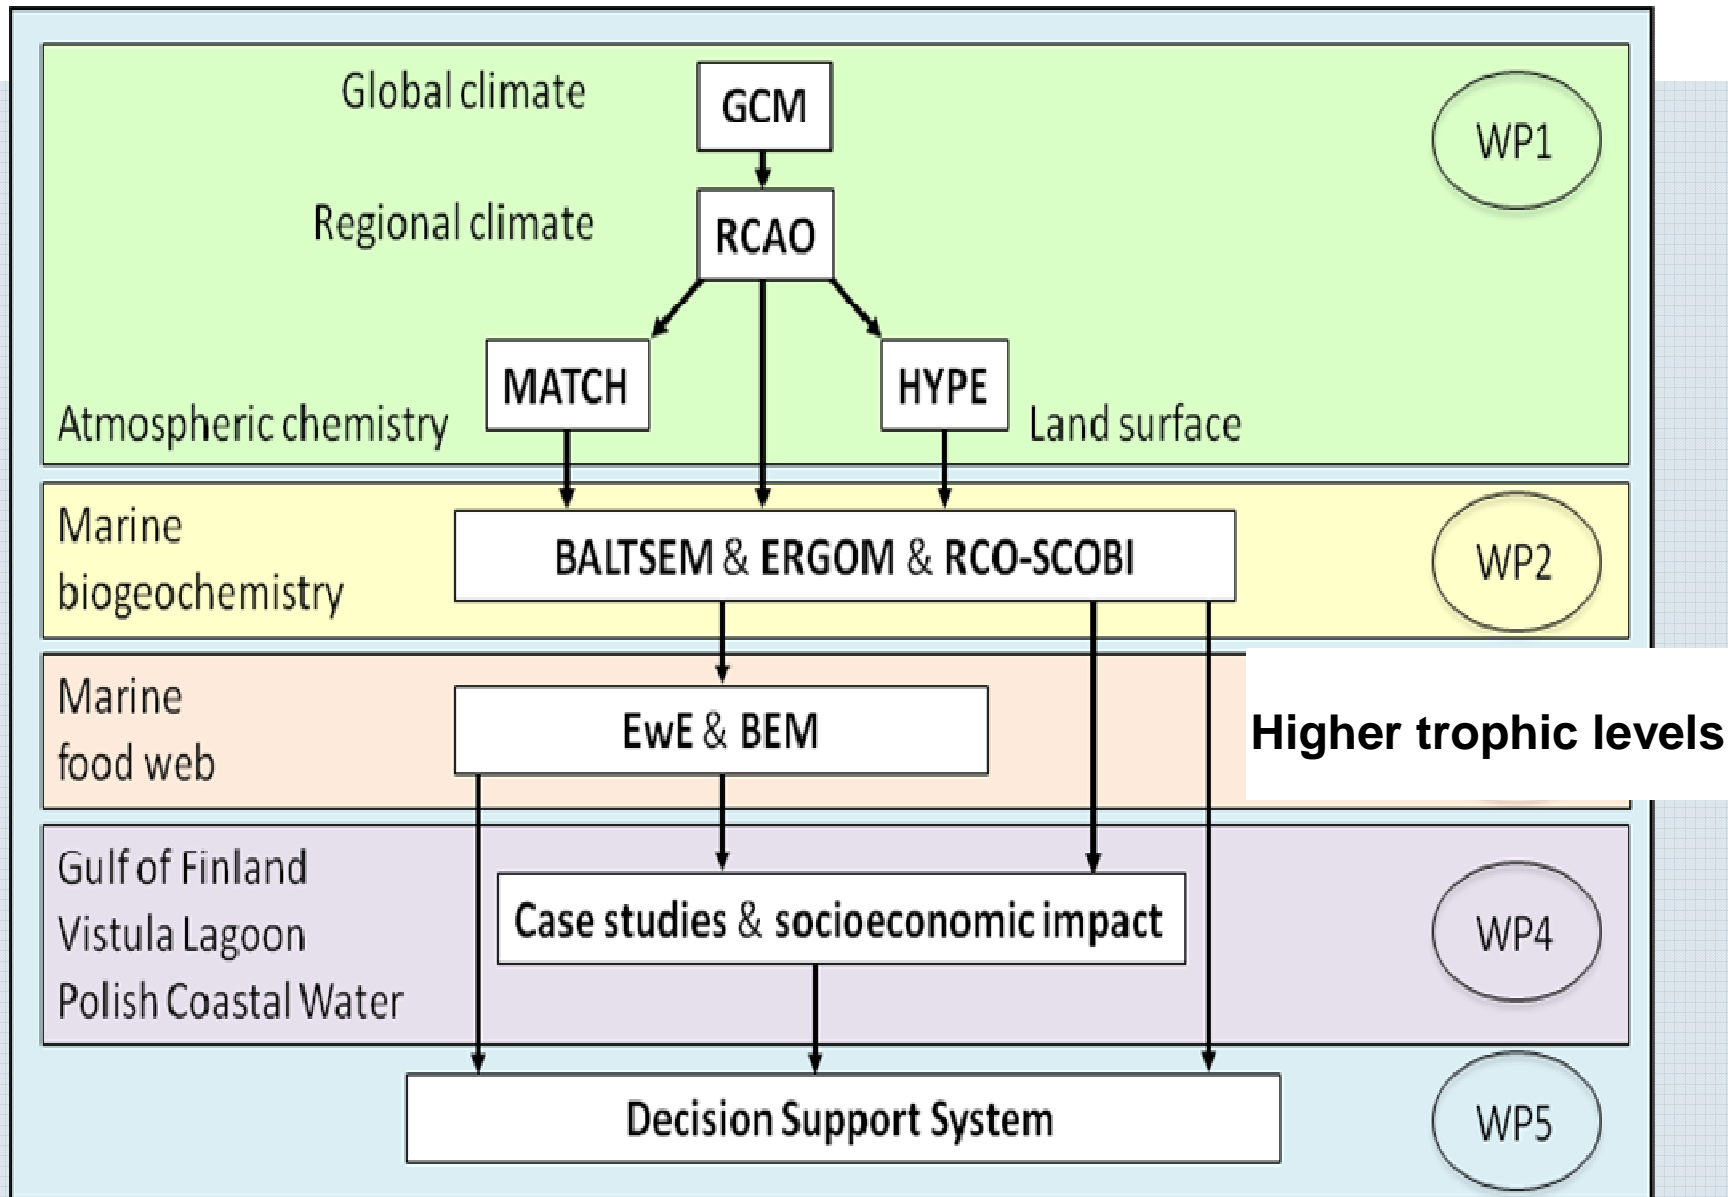 Global climate
GCM
WP1
Regional climate
RCAO
MATCH
HYPE
Atmospheric chemistry
Land surface
Marine
biogeochemistry
BALTSEM & ERGOM & RCO-SCOBI
WP2
Marine
food web
EwE & BEM
Higher trophic levels
Gulf of Finland
Vistula Lagoon
Polish Coastal Water
Case studies & socioeconomic impact
WP4
Decision Support System
WP5